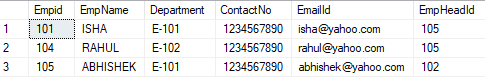 Empid EmpName Department ContactNo EmailId EmpHeadId
1 101 ISHA E-101 1234567890 isha@yahoo.com 105
2 104 RAHUL E-102 1234567890 rahul@yahoo.com 105
3 105 ABHISHEK E-101 1234567890 abhishek@yahoo.com 102